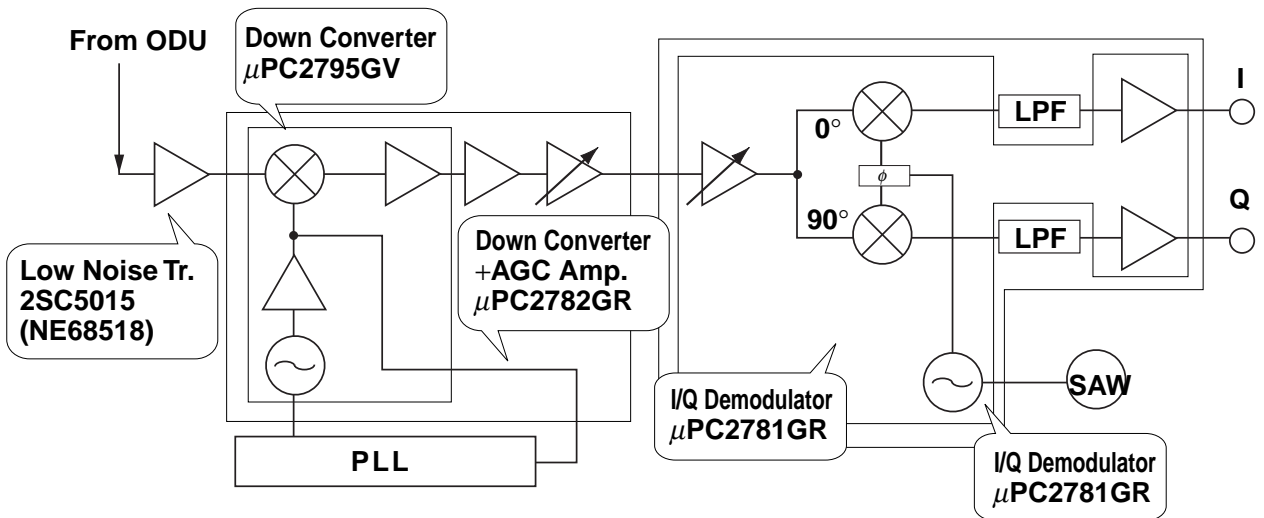 From ODU
Down Converter
μPC2795GV
Low Noise Tr.
2SC5015
(NE68518)
Down Converter
+AGC Amp.
μPC2782GR
PLL
0°
90°
ϕ
LPF
LPF
I
Q
I/Q Demodulator
μPC2781GR
SAW
I/Q Demodulator
μPC2781GR